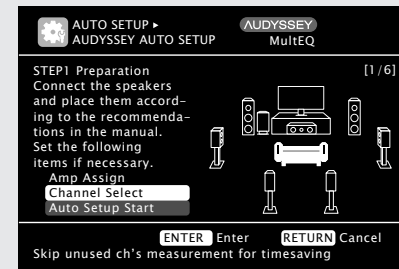 AUTO SETUP ▸
AUDYSSEY AUTO SETUP
AUDYSSEY
MultEQ
STEP1 Preparation
[1/6]
Connect the speakers
and place them accord-
ing to the recommenda-
tions in the manual.
Set the following
items if necessary.
Amp Assign
Channel Select
Auto Setup Start
ENTER Enter RETURN Cancel
Skip unused ch's measurement for timesaving